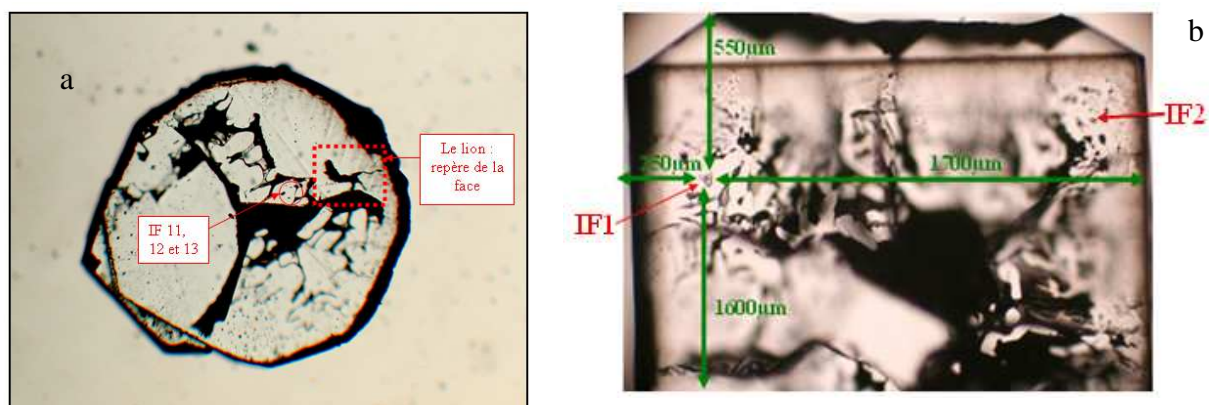 a
Le lion :
repère de la
face
IF 11,
12 et 13
b
550µm
IF2
250µm
1700µm
IF1
1600µm